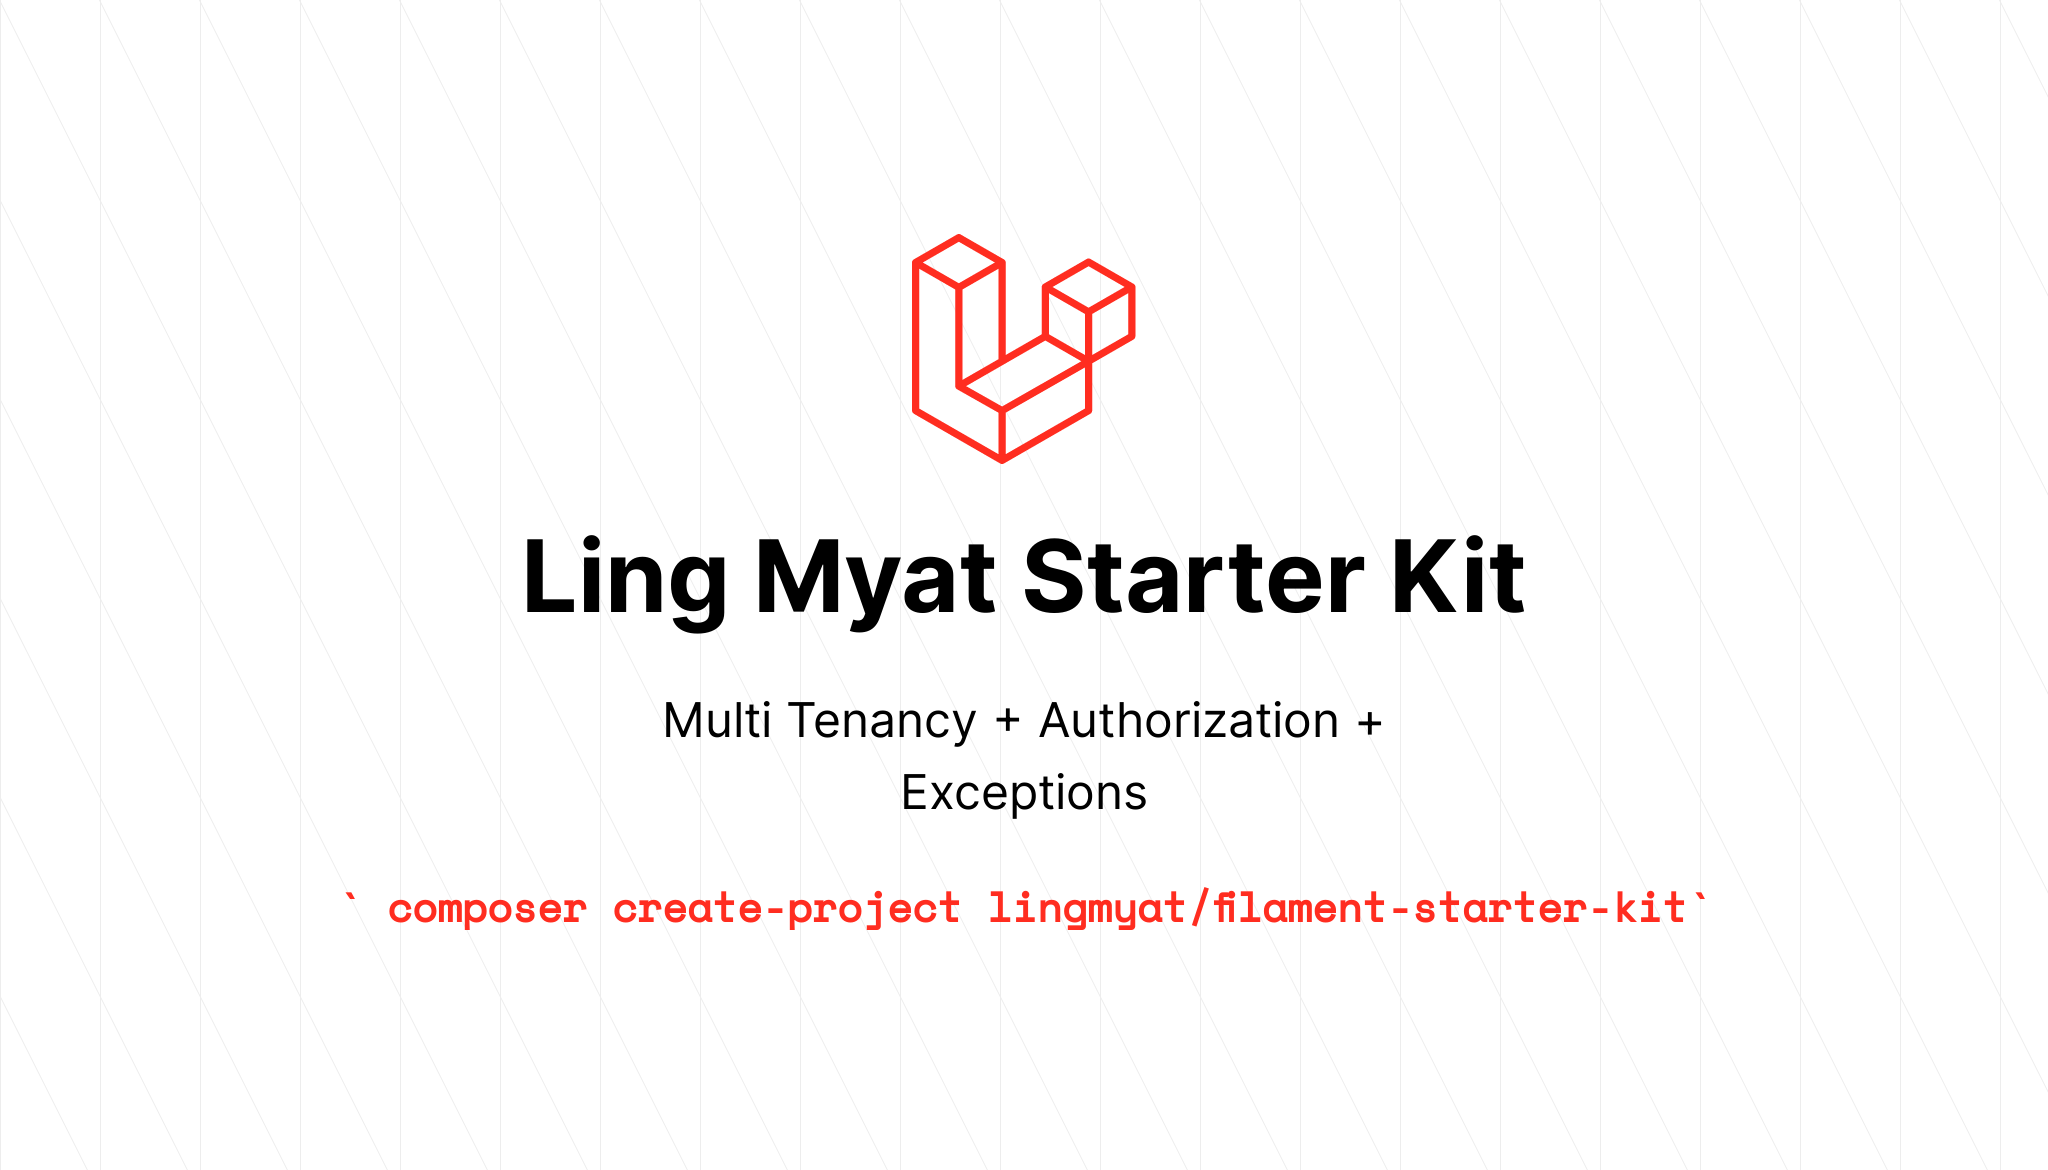 Ling Myat Starter Kit
Multi Tenancy + Authorization +
Exceptions
` composer create-project lingmyat/filament-starter-kit`